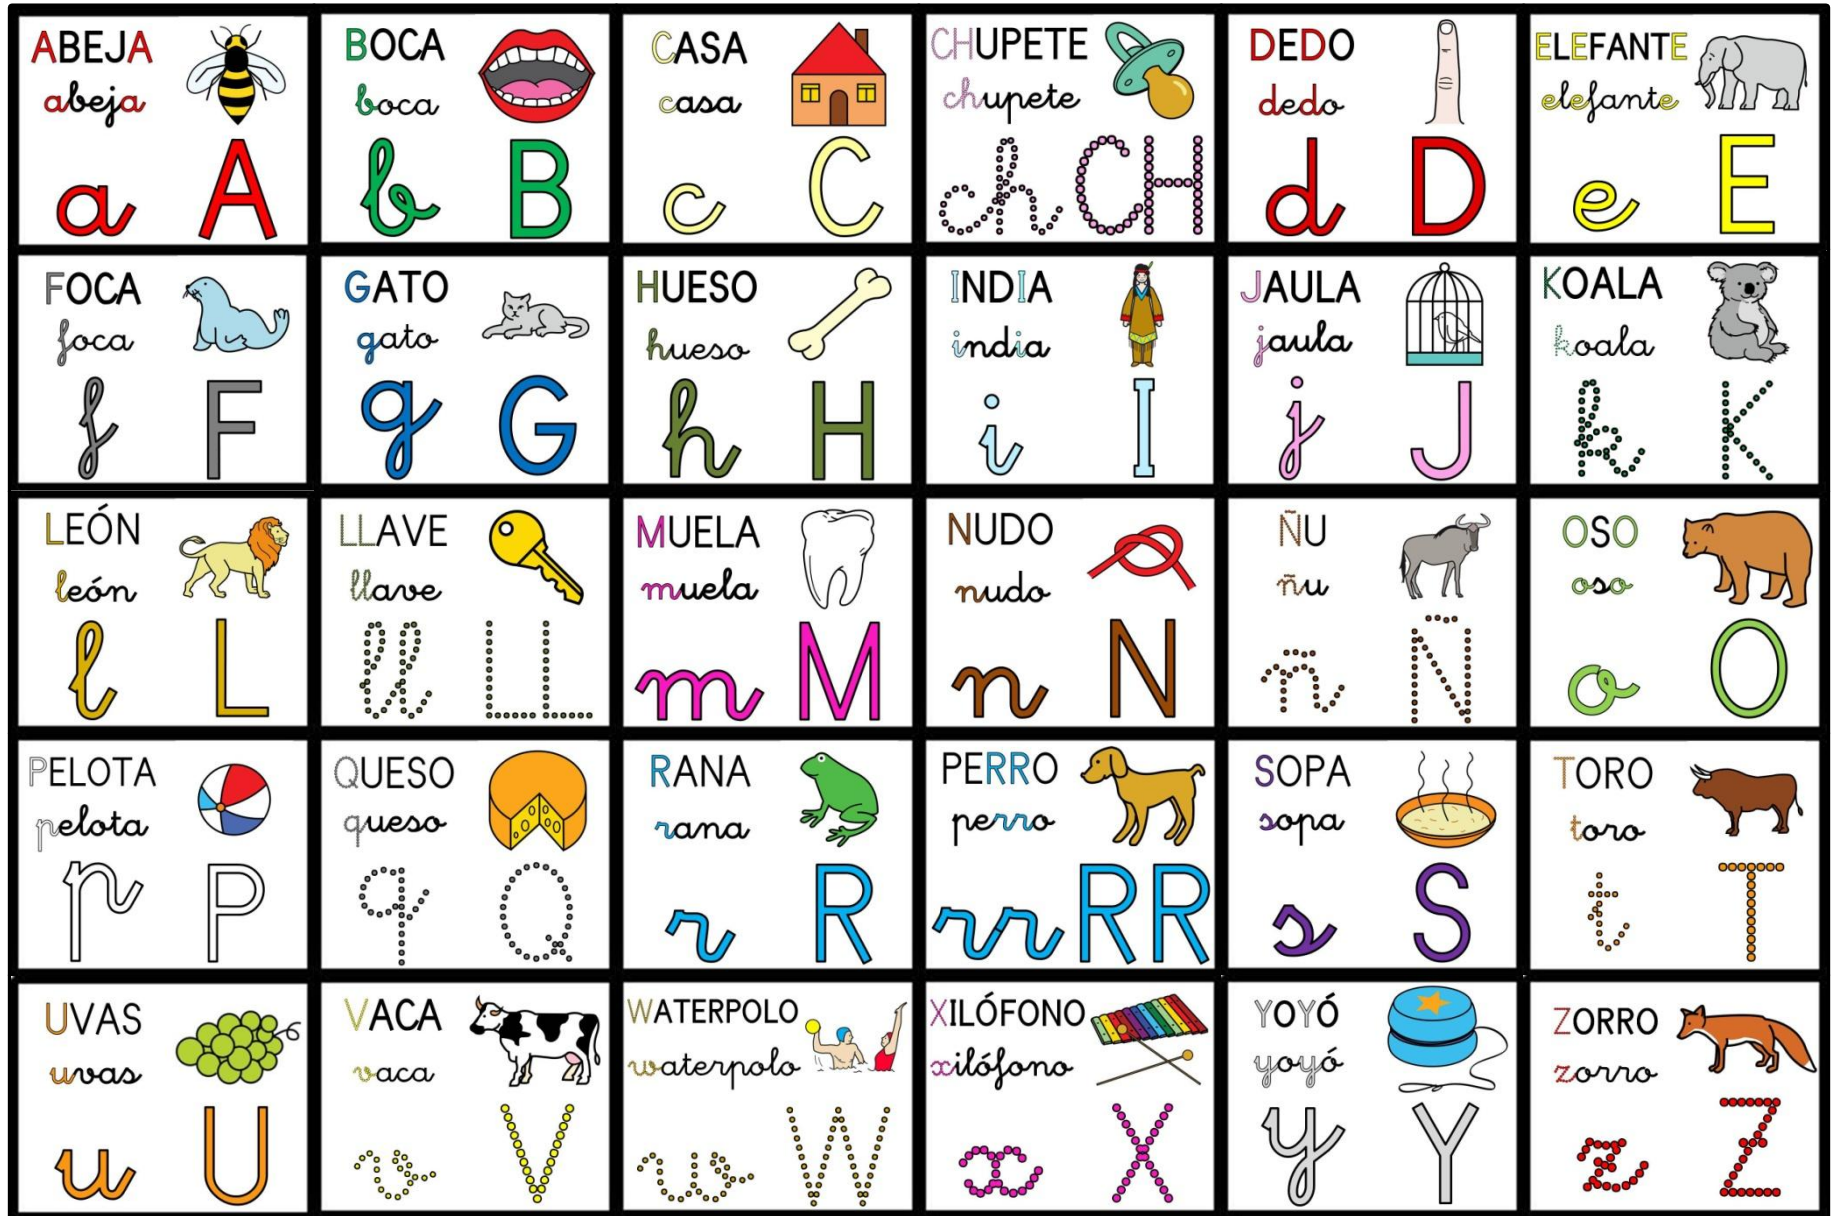 ABEJA
abeja
a A
BOCA
boca
b B
CASA
casa
c C
CHUPETE
chupete
ch CH
DEDO
dedo
d D
ELEFANTE
elefante
e E
FOCA
foca
f F
GATO
gato
g G
HUESO
hueso
h H
INDIA
india
i I
JAULA
jaula
j J
KOALA
koala
k K
LEÓN
león
l L
LLAVE
llave
ll LL
MUELA
muela
m M
NUDO
nudo
n N
ÑU
ñu
ñ Ñ
OSO
oso
o O
PELOTA
pelota
p P
QUESO
queso
q Q
RANA
rana
r R
PERRO
perro
rr RR
SOPA
sopa
s S
TORO
toro
t T
UVAS
uvas
u U
VACA
vaca
v V
WATERPOLO
waterpolo
w W
XILÓFONO
xilófono
x X
YOYÓ
yoyó
y Y
ZORRO
zorro
z Z